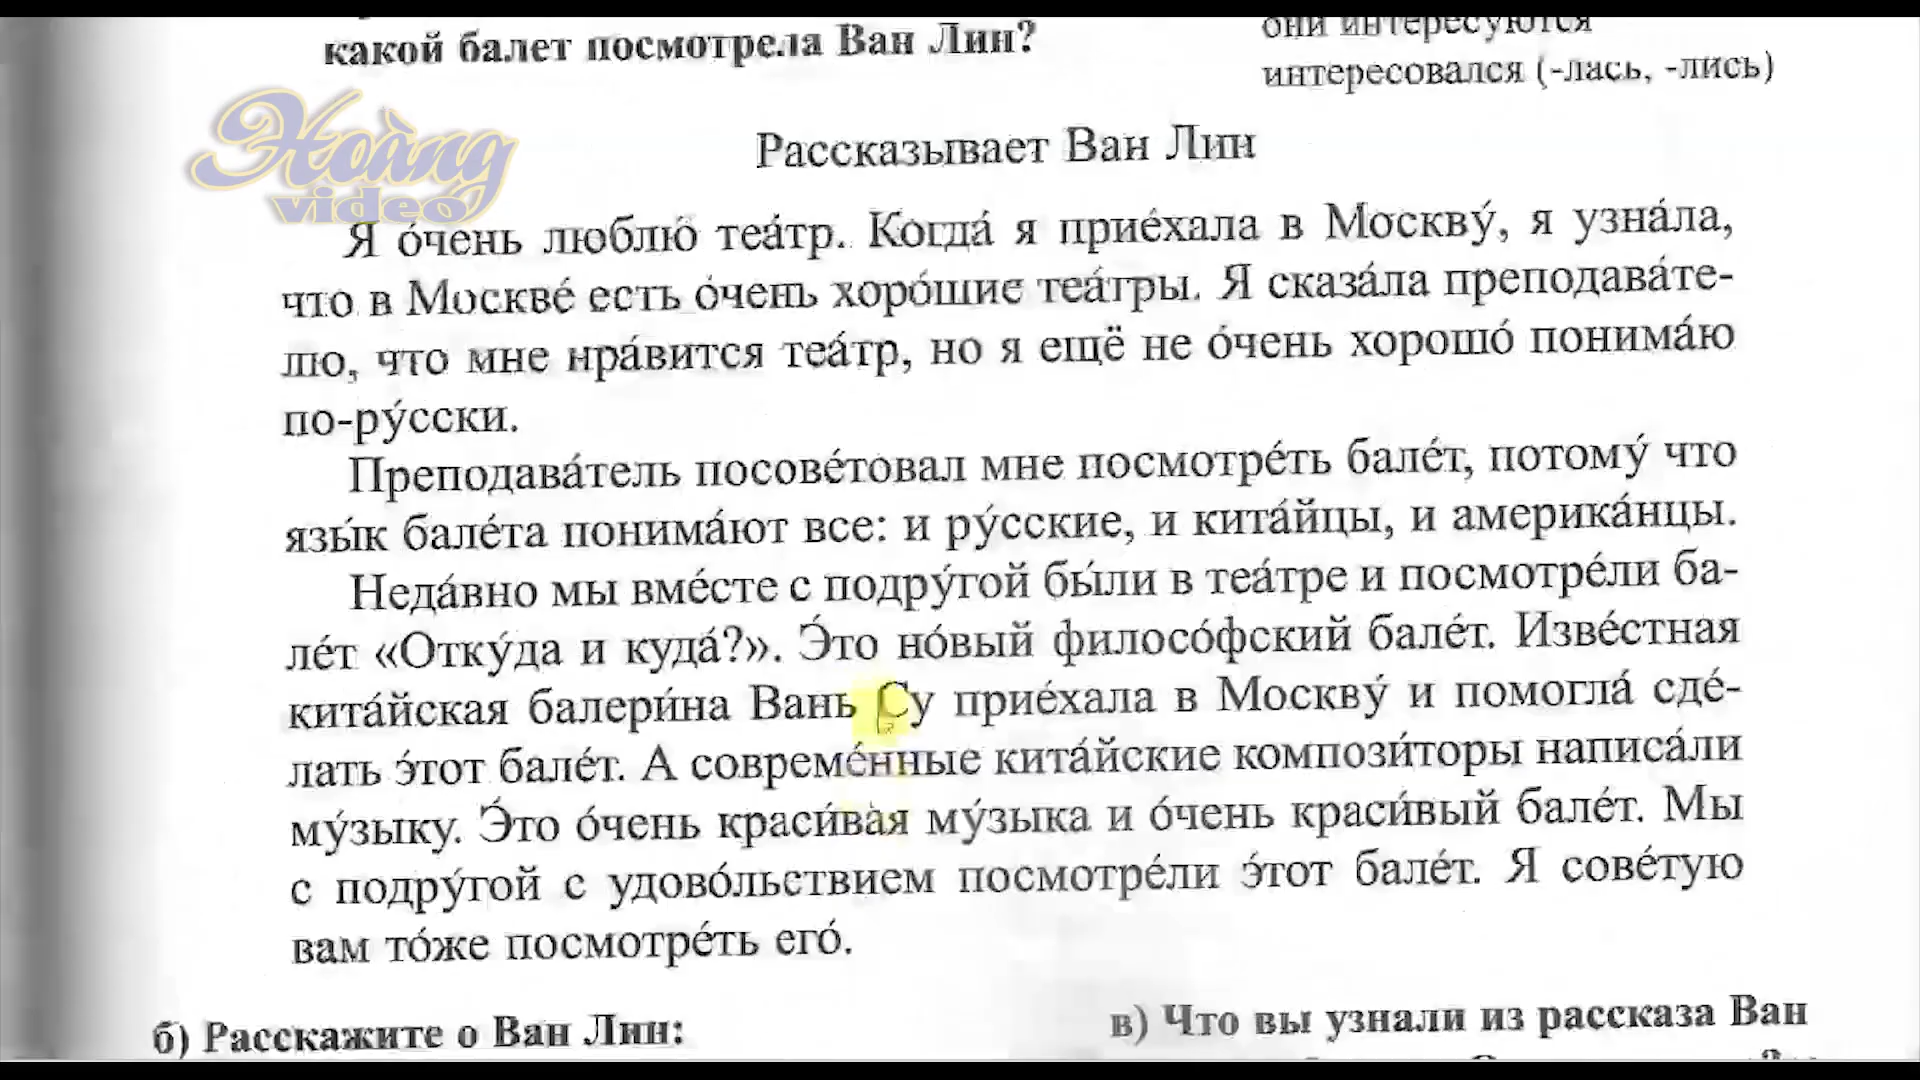 какой балет посмотрела Ван Лин?
они интересуются
интересовался (-лась, -лись)
Hoàng
video
Рассказывает Ван Лин
Я о́чень люблю́ теа́тр. Когда́ я прие́хала в Москву́, я узна́ла,
что в Москве́ есть о́чень хоро́шие теа́тры. Я сказа́ла преподава́те-
лю, что мне нра́вится теа́тр, но я ещё не о́чень хорошо́ понима́ю
по-ру́сски.
Преподава́тель посове́товал мне посмотре́ть бале́т, потому́ что
язы́к бале́та понима́ют все: и ру́сские, и кита́йцы, и америка́нцы.
Неда́вно мы вме́сте с подру́гой бы́ли в теа́тре и посмотре́ли ба-
ле́т «Отку́да и куда́?». Э́то но́вый филосо́фский бале́т. Изве́стная
кита́йская балери́на Вань Су прие́хала в Москву́ и помогла́ сде́-
лать э́тот бале́т. А совреме́нные кита́йские компози́торы написа́ли
му́зыку. Э́то о́чень краси́вая му́зыка и о́чень краси́вый бале́т. Мы
с подру́гой с удово́льствием посмотре́ли э́тот бале́т. Я сове́тую
вам то́же посмотре́ть его́.
б) Расскажите о Ван Лин:
в) Что вы узнали из рассказа Ван